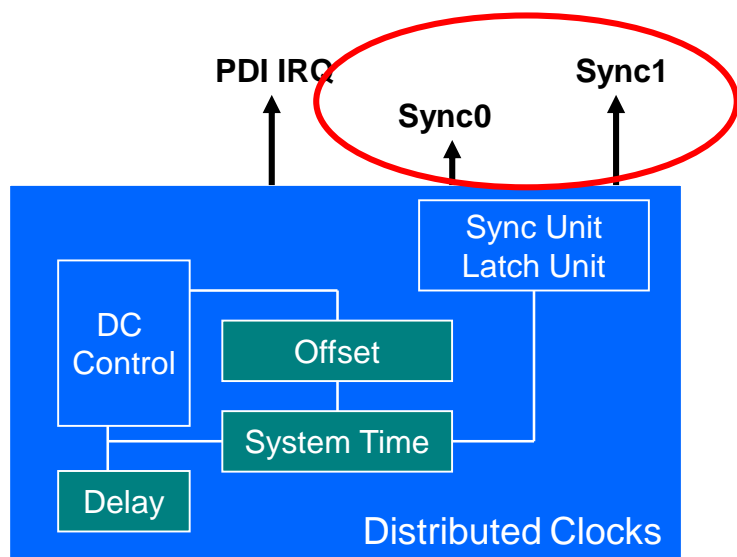 PDI IRQ
Sync0
Sync1
Sync Unit
Latch Unit
DC
Control
Offset
System Time
Delay
Distributed Clocks